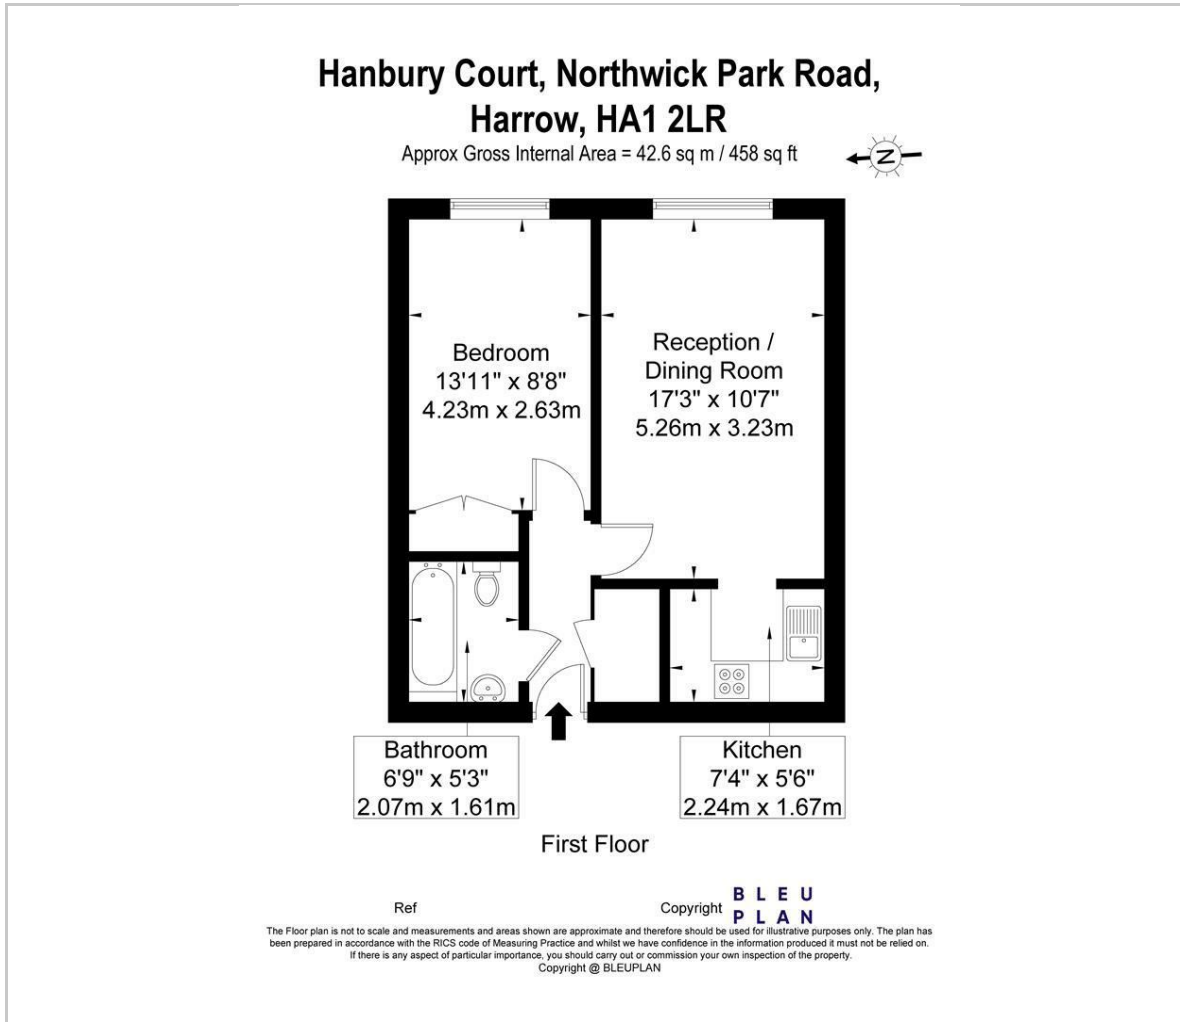 Hanbury Court, Northwick Park Road,
Harrow, HA1 2LR
Approx Gross Internal Area = 42.6 sq m / 458 sq ft
N
Bedroom
13'11" x 8'8"
4.23m x 2.63m
Reception /
Dining Room
17'3" x 10'7"
5.26m x 3.23m
Bathroom
6'9" x 5'3"
2.07m x 1.61m
Kitchen
7'4" x 5'6"
2.24m x 1.67m
First Floor
Ref
Copyright
BLEU
PLAN
The Floor plan is not to scale and measurements and areas shown are approximate and therefore should be used for illustrative purposes only. The plan has
been prepared in accordance with the RICS code of Measuring Practice and whilst we have confidence in the information produced it must not be relied on.
If there is any aspect of particular importance, you should carry out or commission your own inspection of the property.
Copyright @ BLEUPLAN